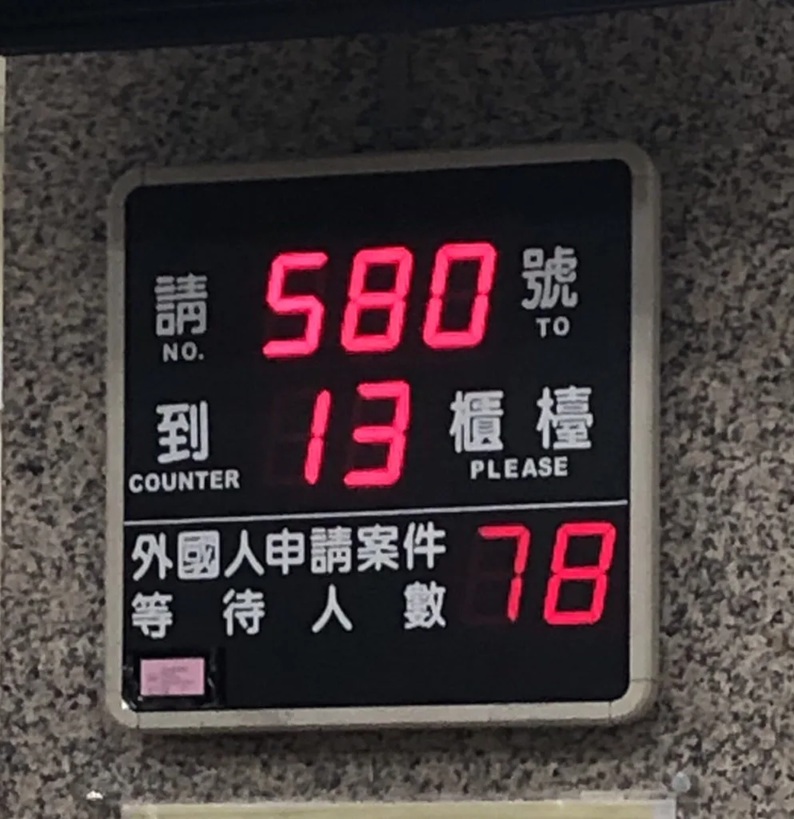 請 580 號
NO. TO
到 13 櫃檯
COUNTER PLEASE
外國人申請案件 78
等待人數